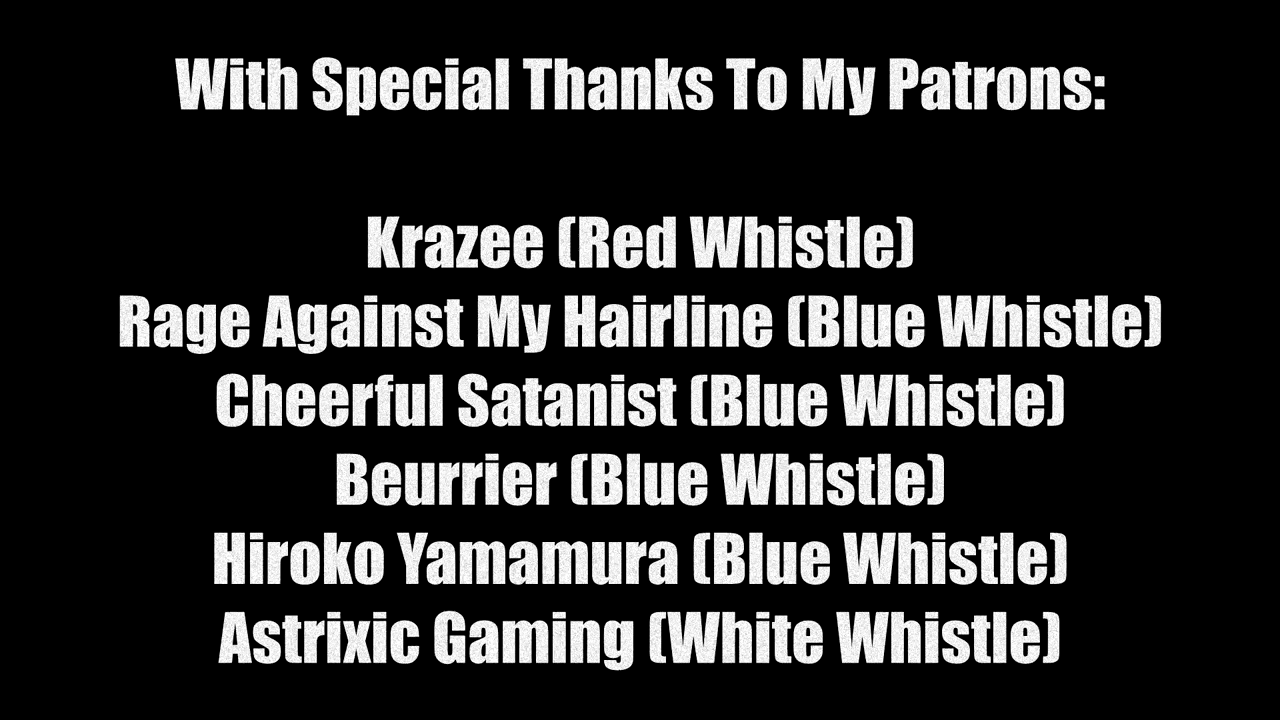 With Special Thanks To My Patrons:
Krazee (Red Whistle)
Rage Against My Hairline (Blue Whistle)
Cheerful Satanist (Blue Whistle)
Beurrier (Blue Whistle)
Hiroko Yamamura (Blue Whistle)
Astrixic Gaming (White Whistle)